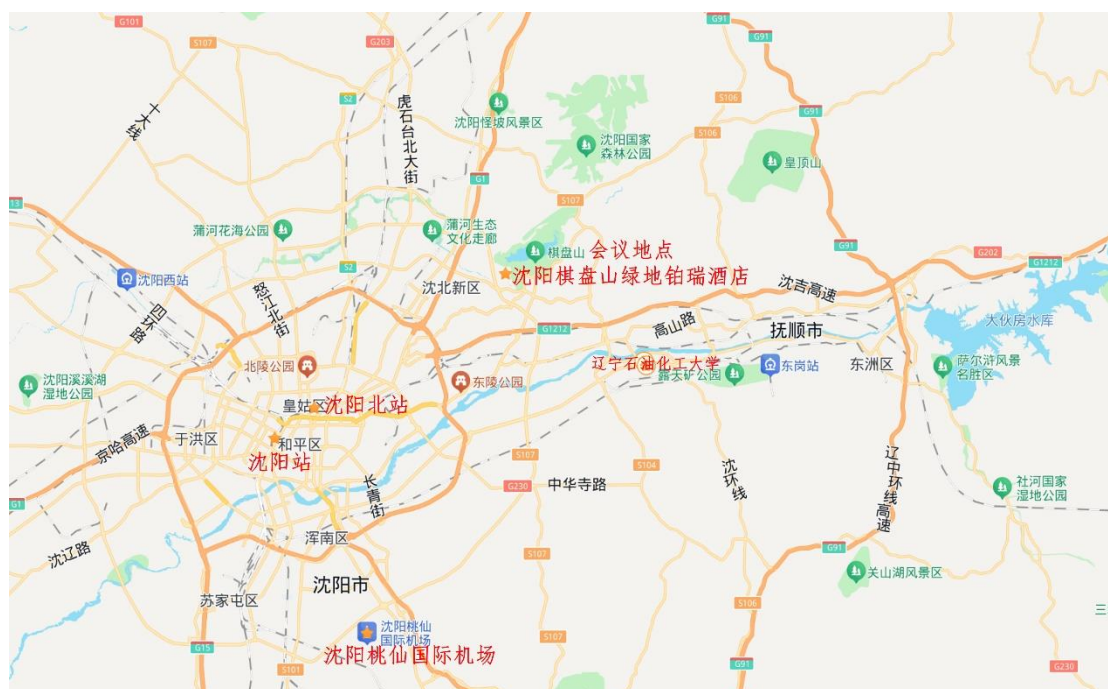 G101
S107
G203
G91
G91
十大线
S2
虎石台北大街
沈阳怪坡风景区
沈阳国家
森林公园
S106
S106
G91
皇顶山
G1
S107
13
蒲河花海公园
蒲河生态
文化走廊
棋盘山
会议地点
沈阳棋盘山绿地铂瑞酒店
G91
G202
G1212
沈阳西站
S2
沈北新区
沈吉高速
四环路
怒江北街
G1212
高山路
抚顺市
大伙房水库
北陵公园
辽宁石油化工大学
露天矿公园
东岗站
东洲区
萨尔浒风景
名胜区
沈阳溪溪湖
湿地公园
东陵公园
皇姑区
沈阳北站
京哈高速
于洪区
和平区
沈阳站
S107
S104
沈环线
辽中环线高速
长青街
G230
中华寺路
社河国家
湿地公园
G1
沈辽路
浑南区
S107
G91
沈阳市
关山湖风景区
苏家屯区
S106
三
沈阳桃仙
国际机场
沈阳桃仙国际机场
S107
G15
S101
G91
G230